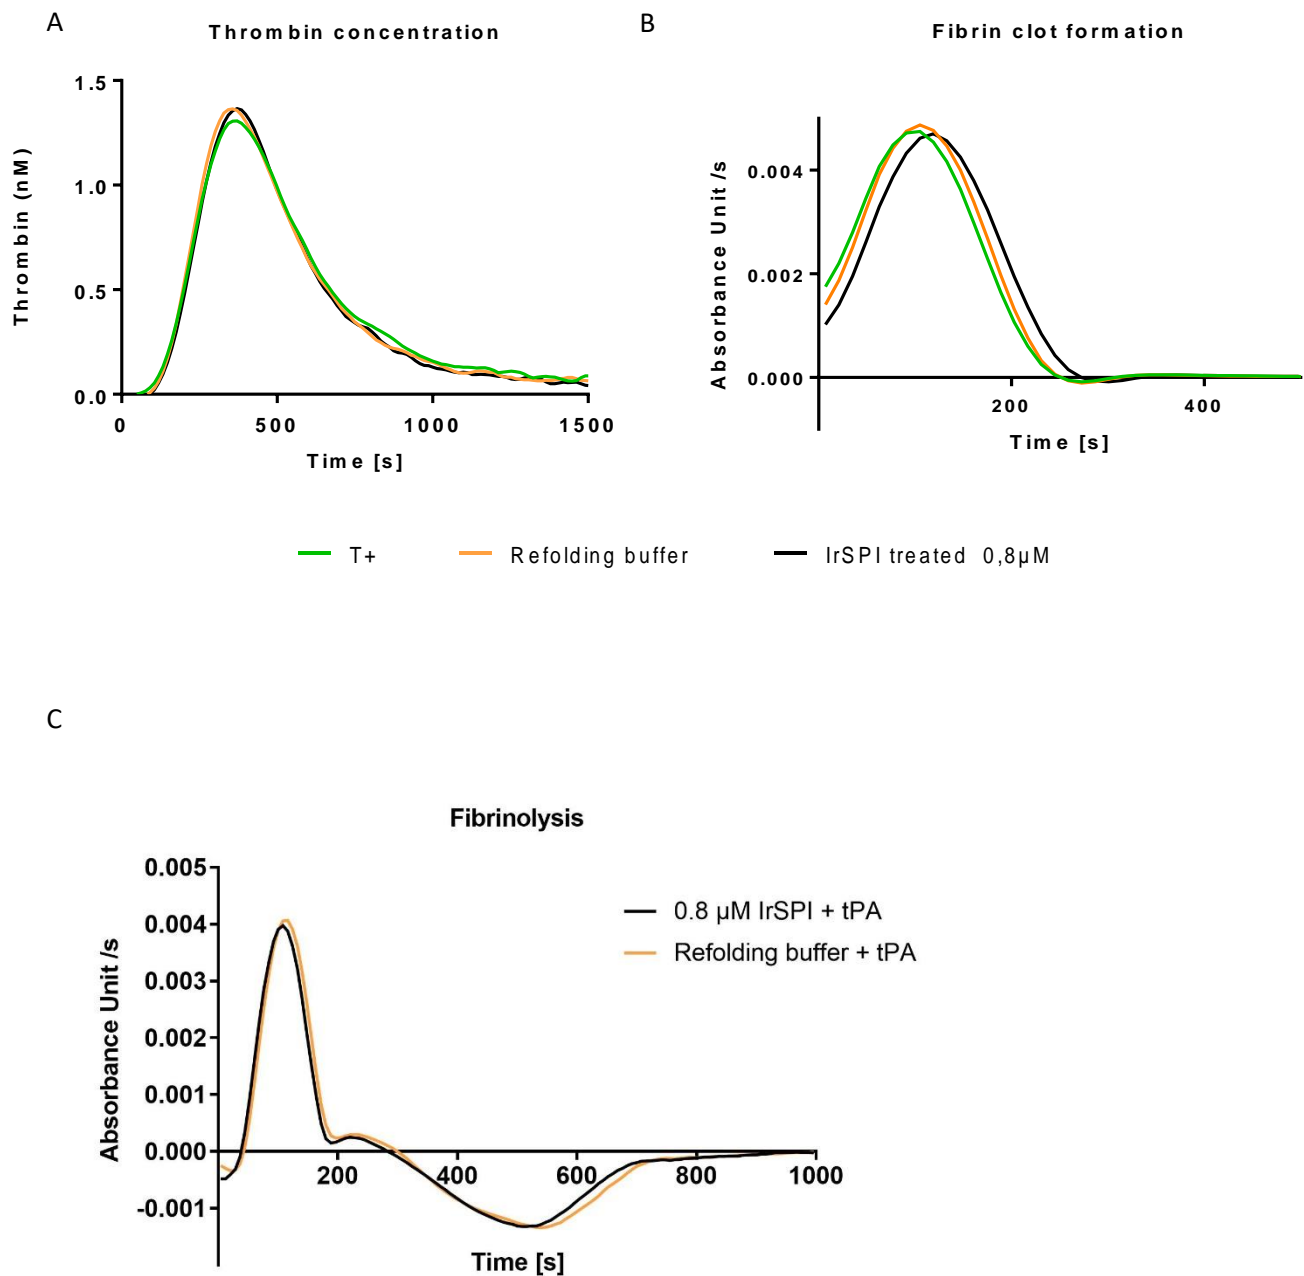 A
Thrombin concentration
Thrombin (nM)
1.5
1.0
0.5
0.0
0 500 1000 1500
Time [s]
B
Fibrin clot formation
Absorbance Unit /s
0.004
0.002
0.000
200 400
Time [s]
T+ Refolding buffer IrSPI treated 0,8µM
C
Fibrinolysis
Absorbance Unit /s
0.005
0.004
0.003
0.002
0.001
0.000
-0.001
200 400 600 800 1000
Time [s]
0.8 µM IrSPI + tPA
Refolding buffer + tPA